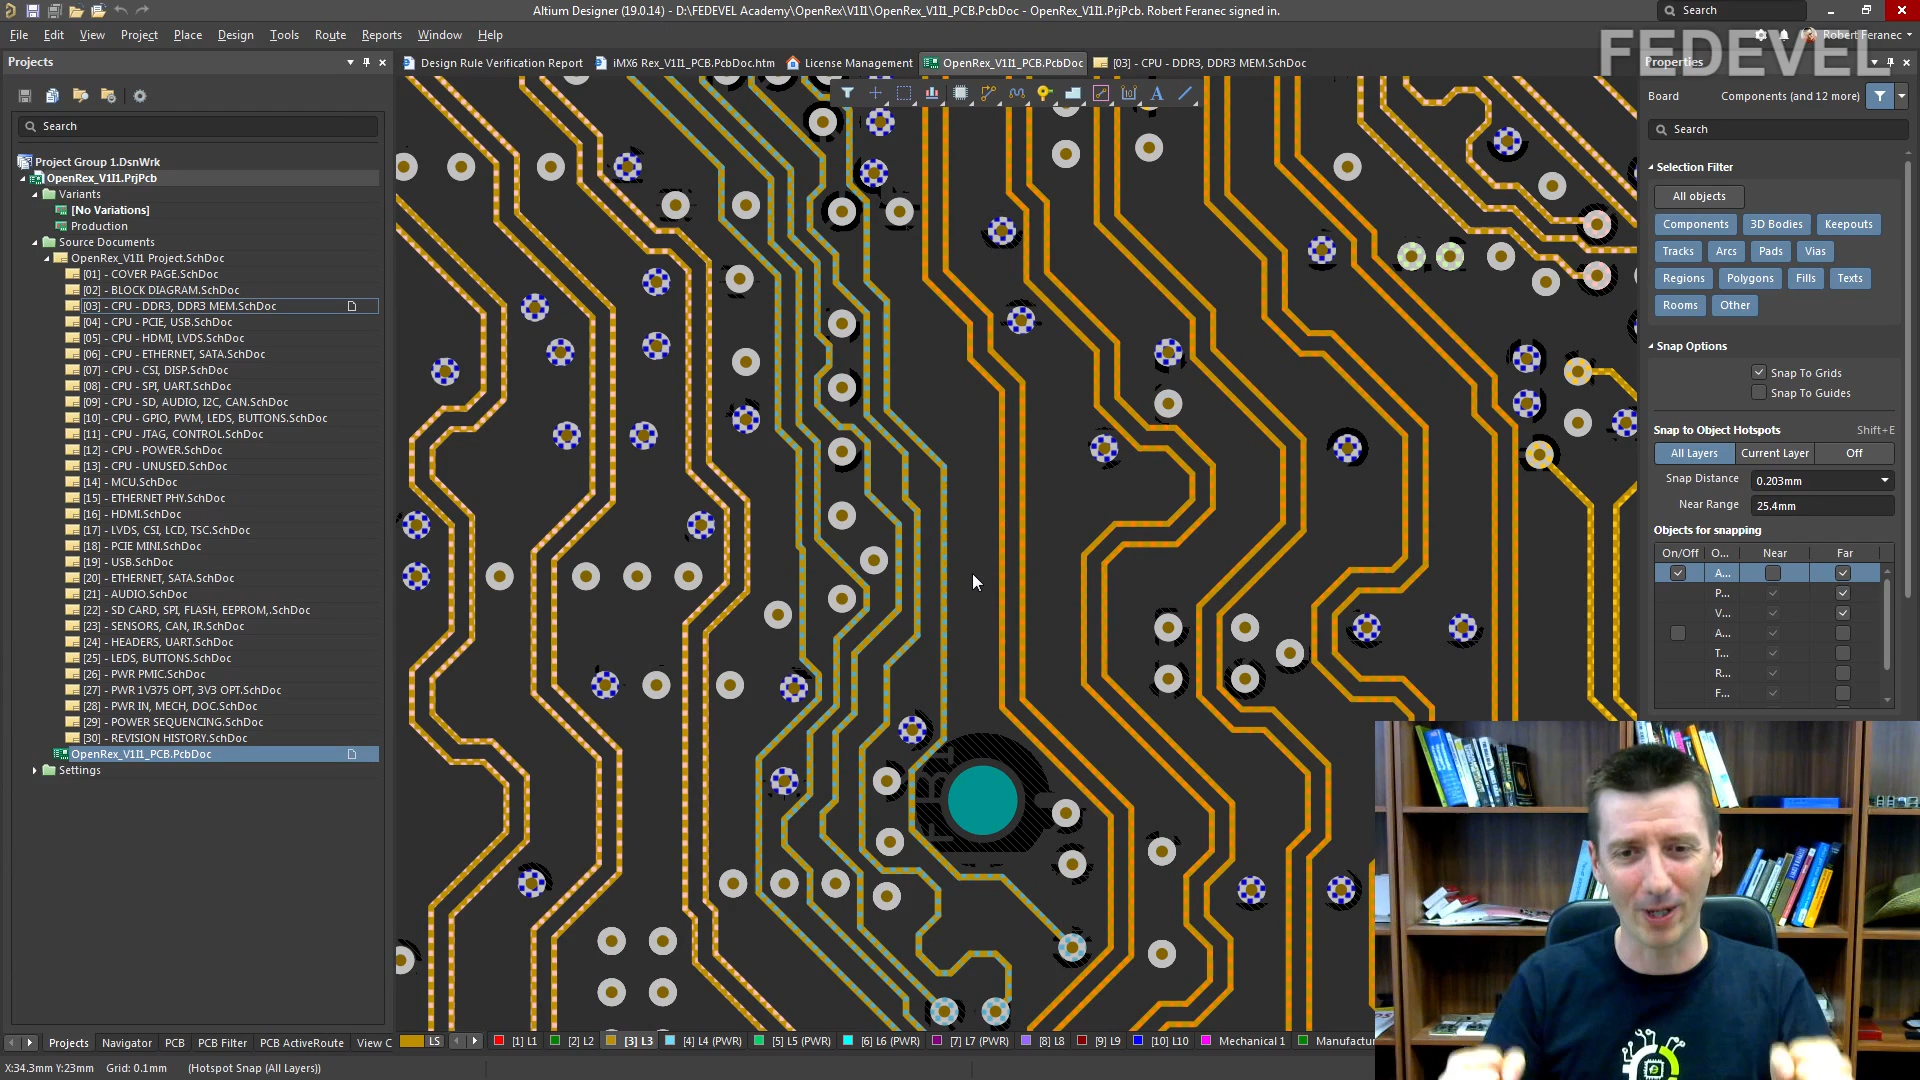 Altium Designer (19.0.14) - D:\FEDEVEL Academy\OpenRex\V1I1\OpenRex_V1I1_PCB.PcbDoc - OpenRex_V1I1.PrjPcb. Robert Feranec signed in.
Search
File Edit View Project Place Design Tools Route Reports Window Help
Robert Feranec
FEDEVEL
Projects
Design Rule Verification Report
iMX6 Rex_V1I1_PCB.PcbDoc.htm
License Management
OpenRex_V1I1_PCB.PcbDoc
[03] - CPU - DDR3, DDR3 MEM.SchDoc
Properties
Board
Components (and 12 more)
Search
Search
Project Group 1.DsnWrk
OpenRex_V1I1.PrjPcb
Variants
[No Variations]
Production
Source Documents
OpenRex_V1I1 Project.SchDoc
[01] - COVER PAGE.SchDoc
[02] - BLOCK DIAGRAM.SchDoc
[03] - CPU - DDR3, DDR3 MEM.SchDoc
[04] - CPU - PCIE, USB.SchDoc
[05] - CPU - HDMI, LVDS.SchDoc
[06] - CPU - ETHERNET, SATA.SchDoc
[07] - CPU - CSI, DISP.SchDoc
[08] - CPU - SPI, UART.SchDoc
[09] - CPU - SD, AUDIO, I2C, CAN.SchDoc
[10] - CPU - GPIO, PWM, LEDS, BUTTONS.SchDoc
[11] - CPU - JTAG, CONTROL.SchDoc
[12] - CPU - POWER.SchDoc
[13] - CPU - UNUSED.SchDoc
[14] - MCU.SchDoc
[15] - ETHERNET PHY.SchDoc
[16] - HDMI.SchDoc
[17] - LVDS, CSI, LCD, TSC.SchDoc
[18] - PCIE MINI.SchDoc
[19] - USB.SchDoc
[20] - ETHERNET, SATA.SchDoc
[21] - AUDIO.SchDoc
[22] - SD CARD, SPI, FLASH, EEPROM,.SchDoc
[23] - SENSORS, CAN, IR.SchDoc
[24] - HEADERS, UART.SchDoc
[25] - LEDS, BUTTONS.SchDoc
[26] - PWR PMIC.SchDoc
[27] - PWR 1V375 OPT, 3V3 OPT.SchDoc
[28] - PWR IN, MECH, DOC.SchDoc
[29] - POWER SEQUENCING.SchDoc
[30] - REVISION HISTORY.SchDoc
OpenRex_V1I1_PCB.PcbDoc
Settings
Selection Filter
All objects
Components 3D Bodies Keepouts
Tracks Arcs Pads Vias
Regions Polygons Fills Texts
Rooms Other
Snap Options
Snap To Grids
Snap To Guides
Snap to Object Hotspots Shift+E
All Layers Current Layer Off
Snap Distance 0.203mm
Near Range 25.4mm
Objects for snapping
On/Off O... Near Far
A...
P...
V...
A...
T...
R...
F...
Projects Navigator PCB PCB Filter PCB ActiveRoute View C
LS [1] L1 [2] L2 [3] L3 [4] L4 (PWR) [5] L5 (PWR) [6] L6 (PWR) [7] L7 (PWR) [8] L8 [9] L9 [10] L10 Mechanical 1 Manufactur
X:34.3mm Y:23mm Grid: 0.1mm (Hotspot Snap (All Layers))